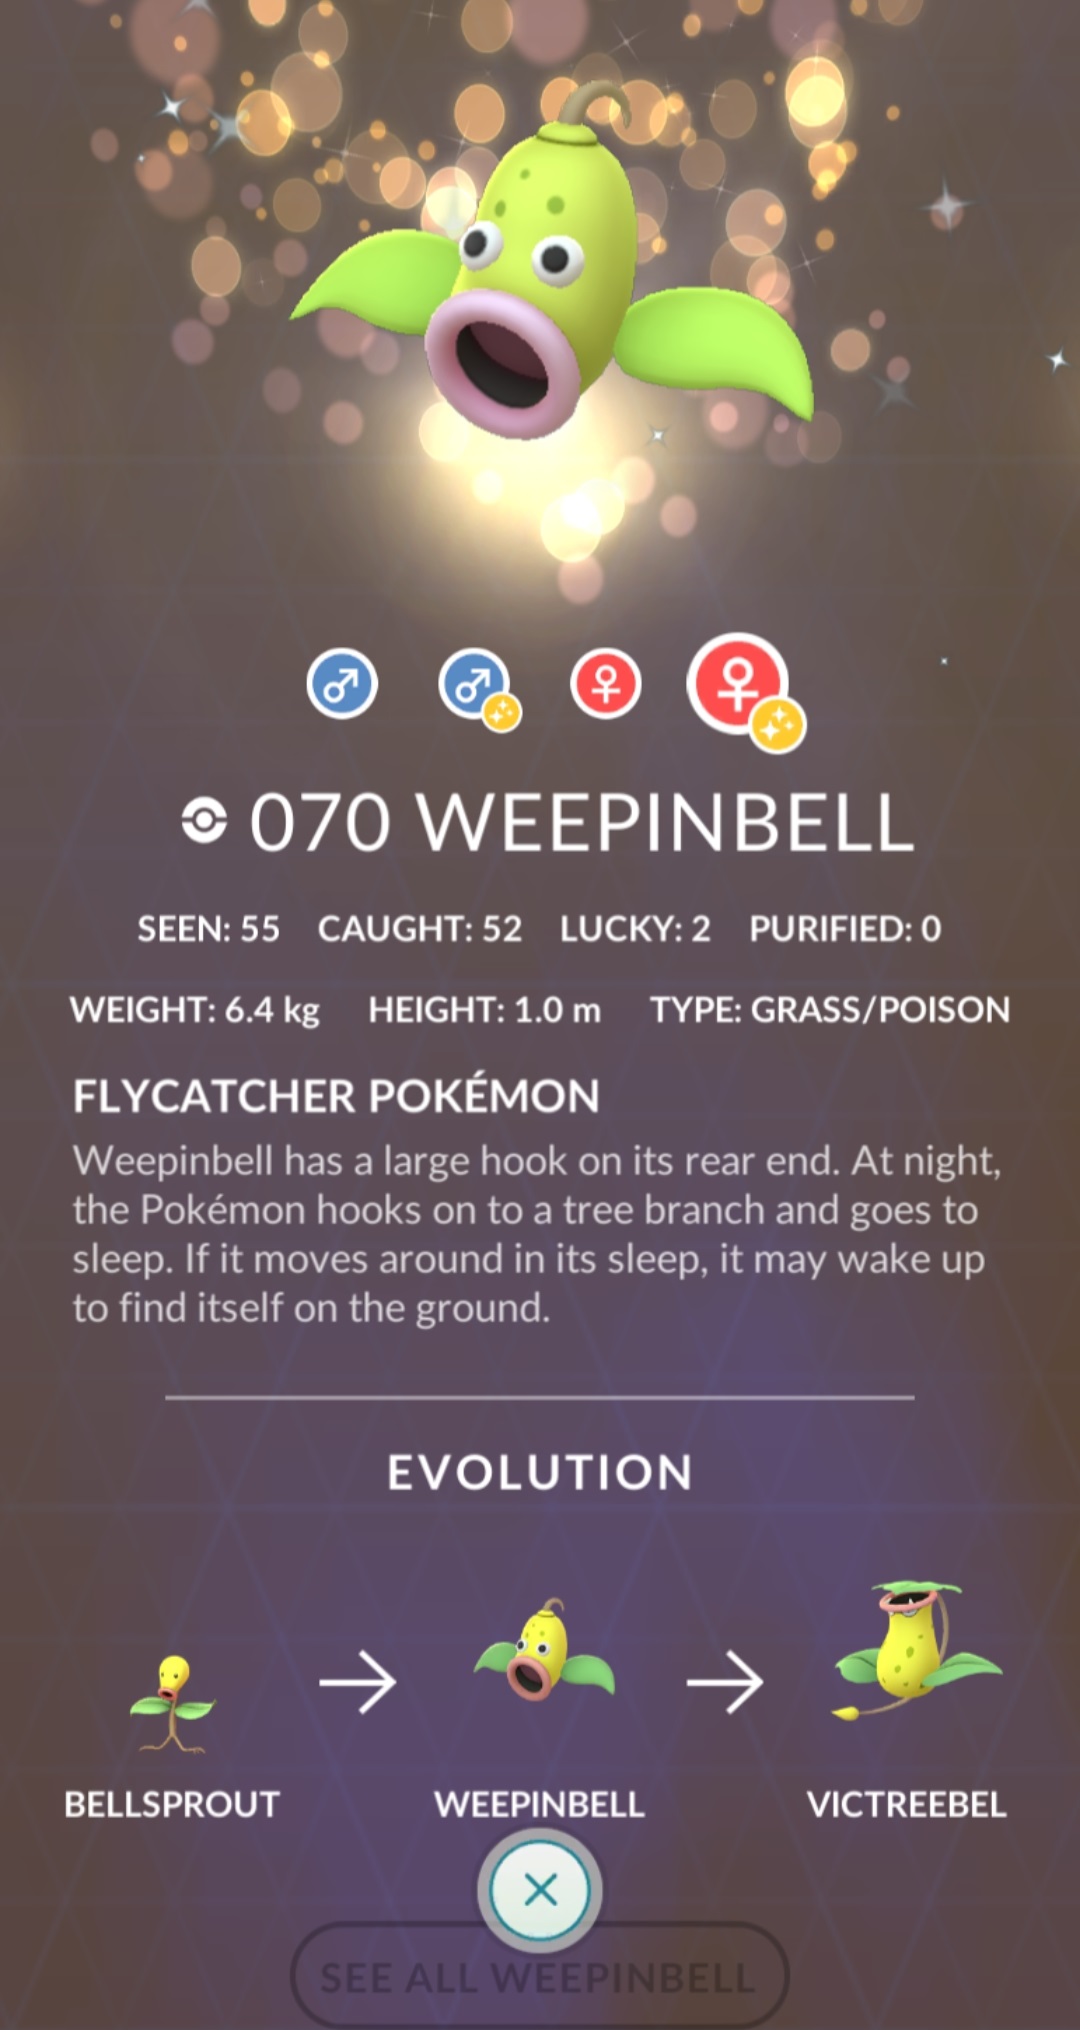 070 WEEPINBELL
SEEN: 55 CAUGHT: 52 LUCKY: 2 PURIFIED: 0
WEIGHT: 6.4 kg HEIGHT: 1.0 m TYPE: GRASS/POISON
FLYCATCHER POKÉMON
Weepinbell has a large hook on its rear end. At night,
the Pokémon hooks on to a tree branch and goes to
sleep. If it moves around in its sleep, it may wake up
to find itself on the ground.
EVOLUTION
BELLSPROUT WEEPINBELL VICTREEBEL
SEE ALL WEEPINBELL